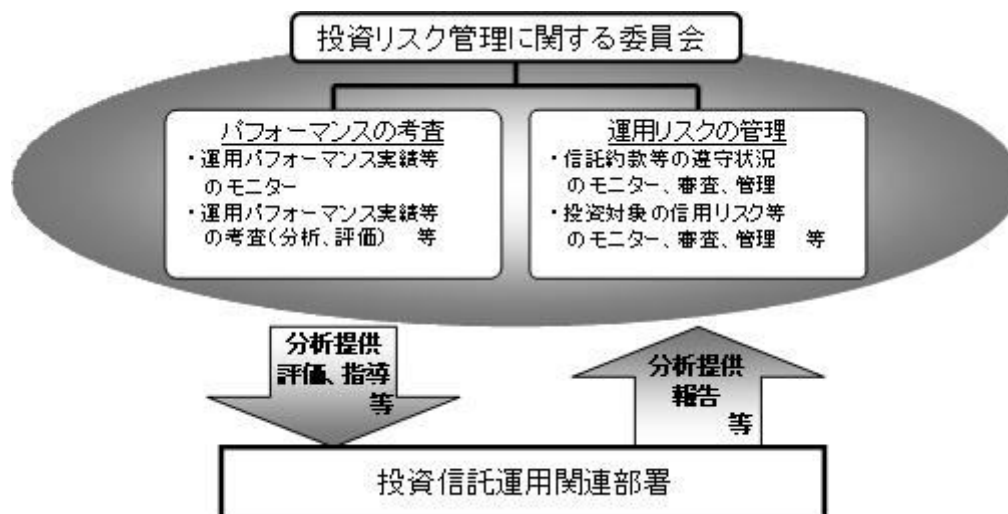 投資リスク管理に関する委員会
パフォーマンスの考査
・運用パフォーマンス実績等
のモニター
・運用パフォーマンス実績等
の考査(分析、評価) 等
運用リスクの管理
・信託約款等の遵守状況
のモニター、審査、管理
・投資対象の信用リスク等
のモニター、審査、管理 等
分析提供
評価、指導
等
分析提供
報告
等
投資信託運用関連部署